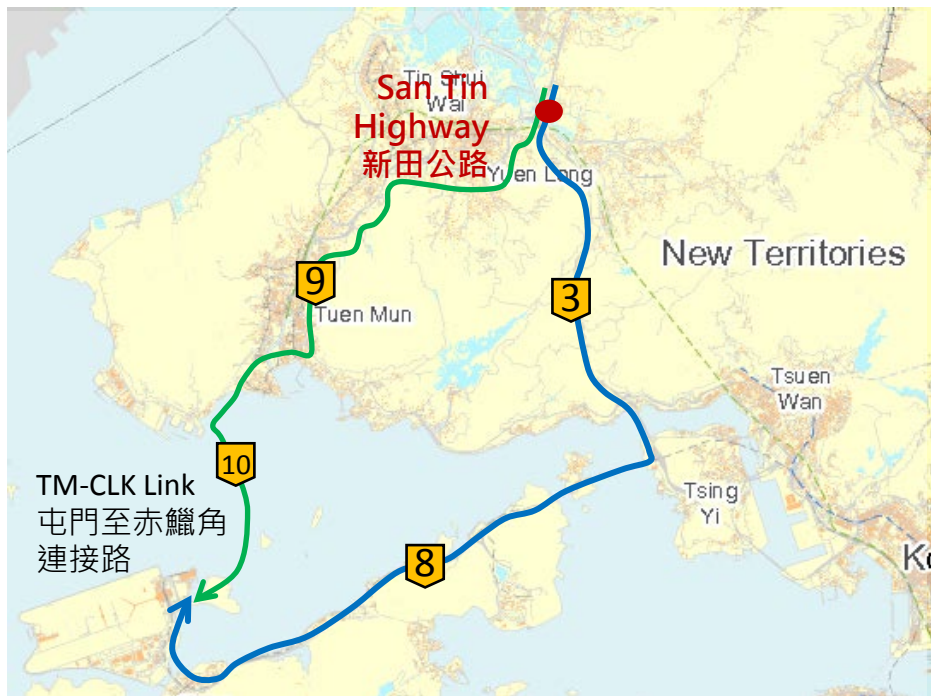 Tin Shui
Wai
San Tin
Highway
新田公路
Yuen Long
New Territories
9
3
Tuen Mun
Tsuen
Wan
10
TM-CLK Link
屯門至赤鱲角
連接路
Tsing
Yi
8
Ko